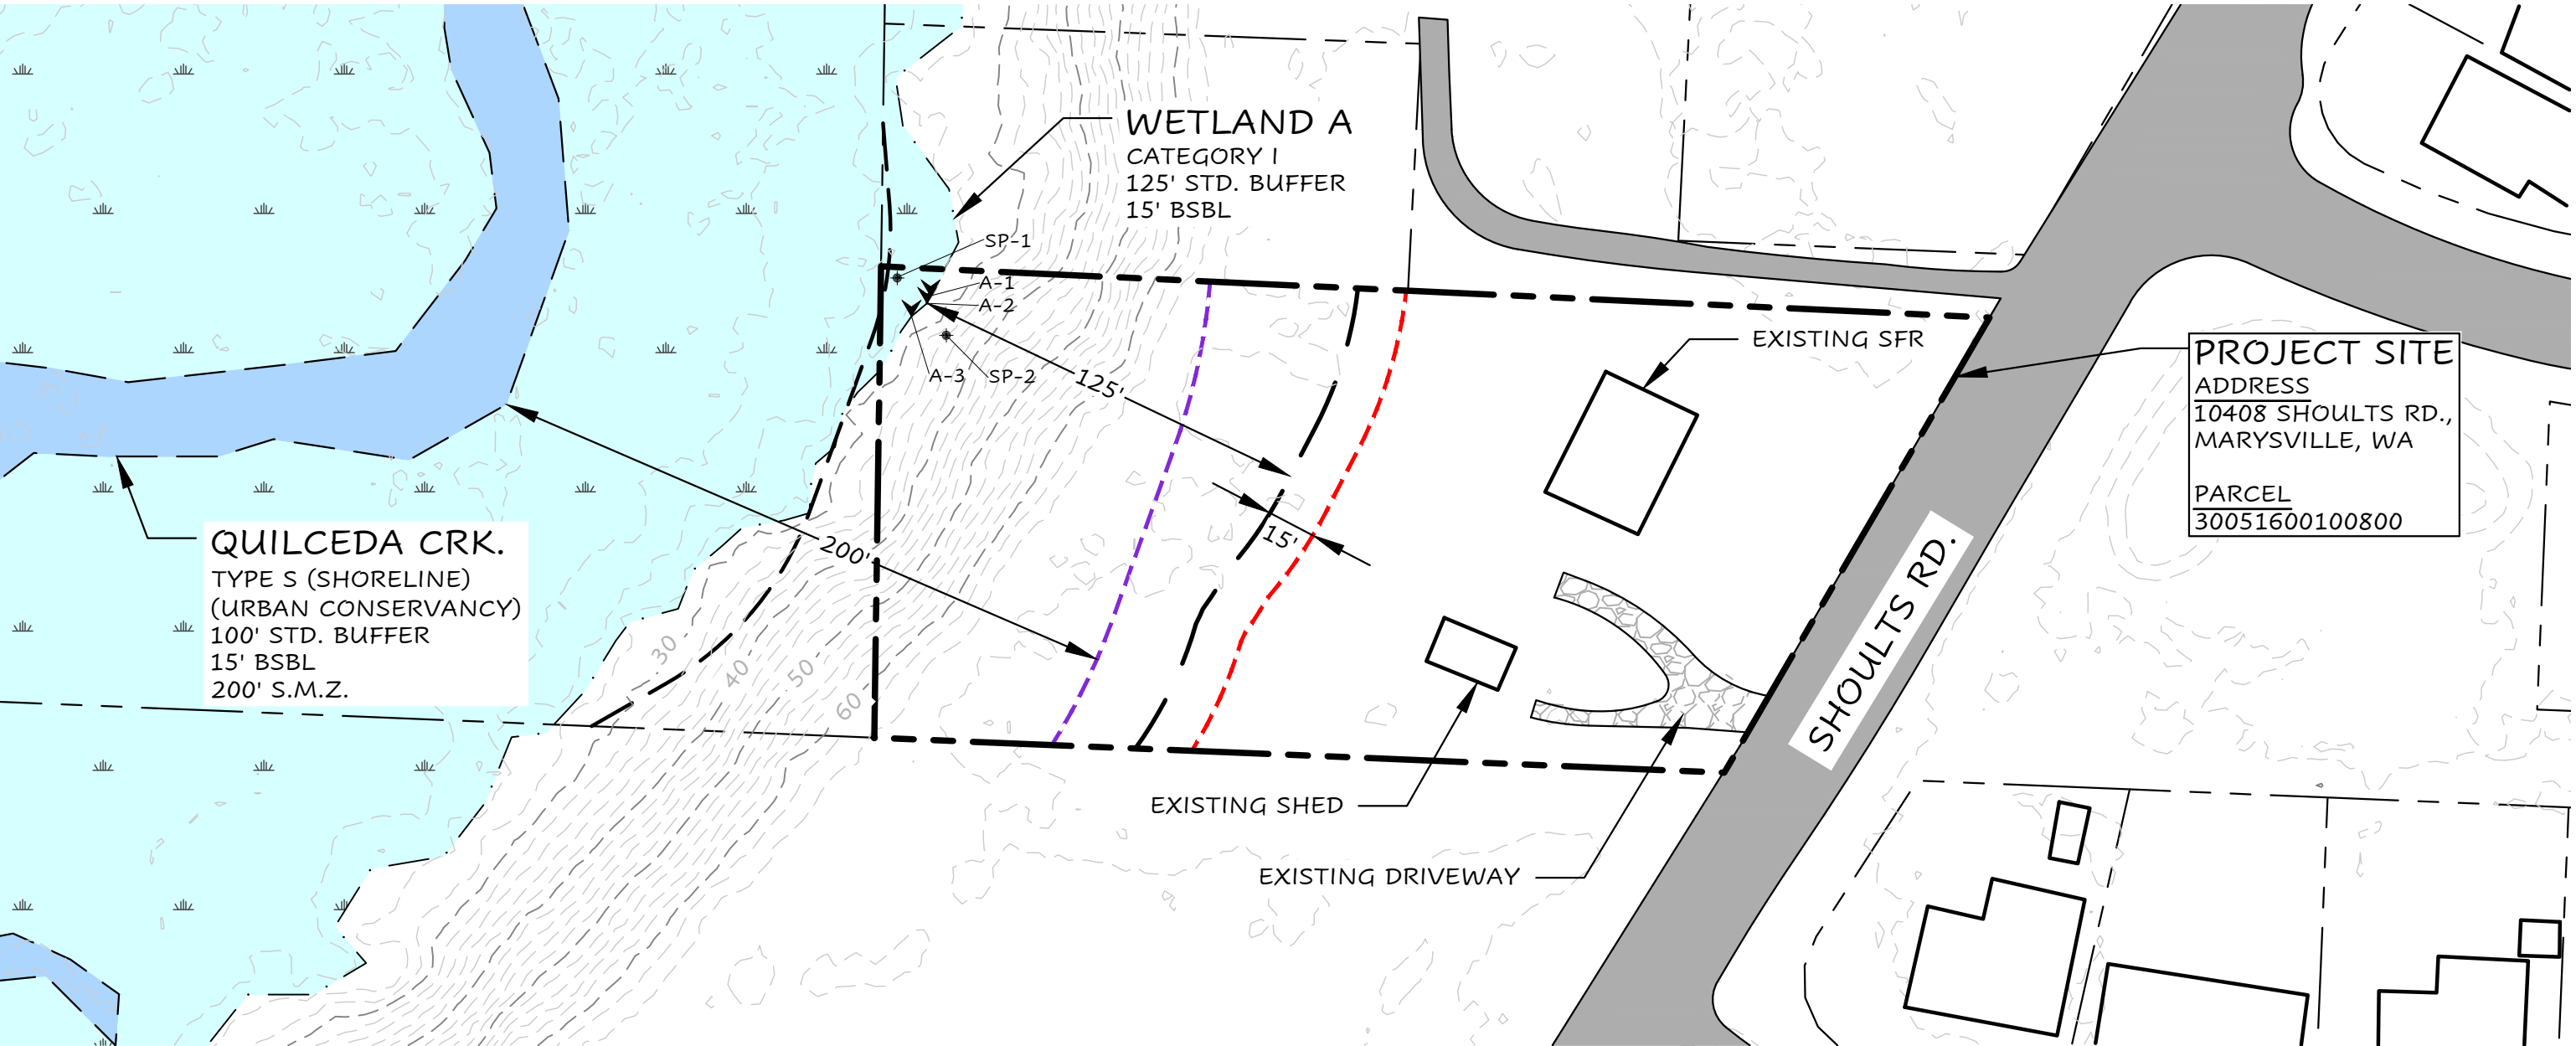 WETLAND A
CATEGORY I
125' STD. BUFFER
15' BSBL
SP-1
A-1
A-2
A-3
SP-2
125'
15'
200'
EXISTING SFR
PROJECT SITE
ADDRESS
10408 SHOULTS RD.,
MARYSVILLE, WA
PARCEL
30051600100800
QUILCEDA CRK.
TYPE S (SHORELINE)
(URBAN CONSERVANCY)
100' STD. BUFFER
15' BSBL
200' S.M.Z.
30
40
50
60
SHOULTS RD.
EXISTING SHED
EXISTING DRIVEWAY